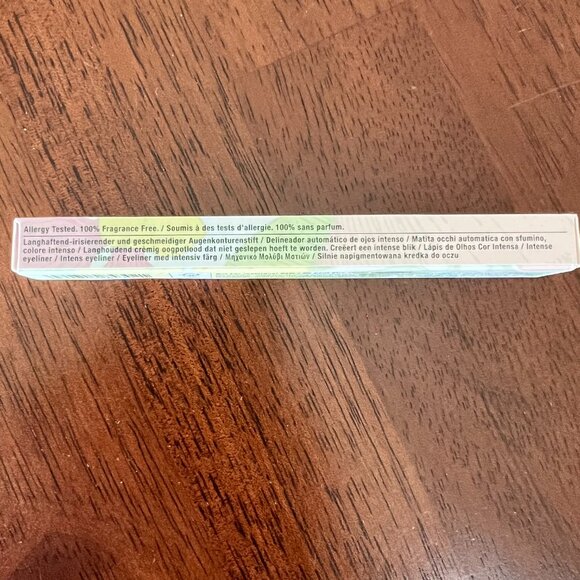 Allergy Tested. 100% Fragrance Free. / Soumis à des tests d'allergie. 100% sans parfum.
Langhaftend-irisierender und geschmeidiger Augenkonturenstift / Delineador automático de ojos intenso / Matita occhi automatica con sfumino,
colore intenso / Langhoudend crèmig oogpotlood dat niet geslepen hoeft te worden. Creëert een intense blik / Lápis de Olhos Cor Intensa / Intense
eyeliner / Intens eyeliner / Eyeliner med intensiv färg / Μηχανικό Μολύβι Ματιών / Silnie napigmentowana kredka do oczu